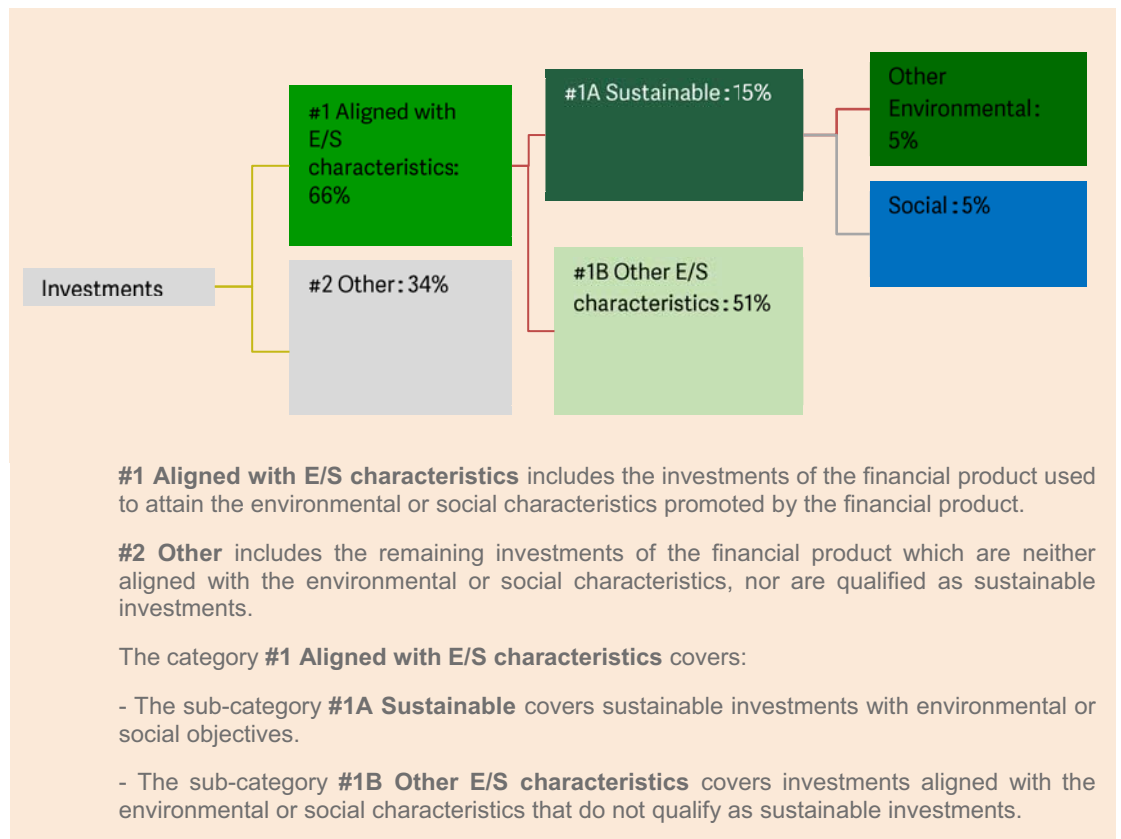 Investments
#1 Aligned with
E/S
characteristics:
66%
#2 Other: 34%
#1A Sustainable: 15%
#1B Other E/S
characteristics: 51%
Other
Environmental:
5%
Social: 5%
#1 Aligned with E/S characteristics includes the investments of the financial product used
to attain the environmental or social characteristics promoted by the financial product.
#2 Other includes the remaining investments of the financial product which are neither
aligned with the environmental or social characteristics, nor are qualified as sustainable
investments.
The category #1 Aligned with E/S characteristics covers:
- The sub-category #1A Sustainable covers sustainable investments with environmental or
social objectives.
- The sub-category #1B Other E/S characteristics covers investments aligned with the
environmental or social characteristics that do not qualify as sustainable investments.